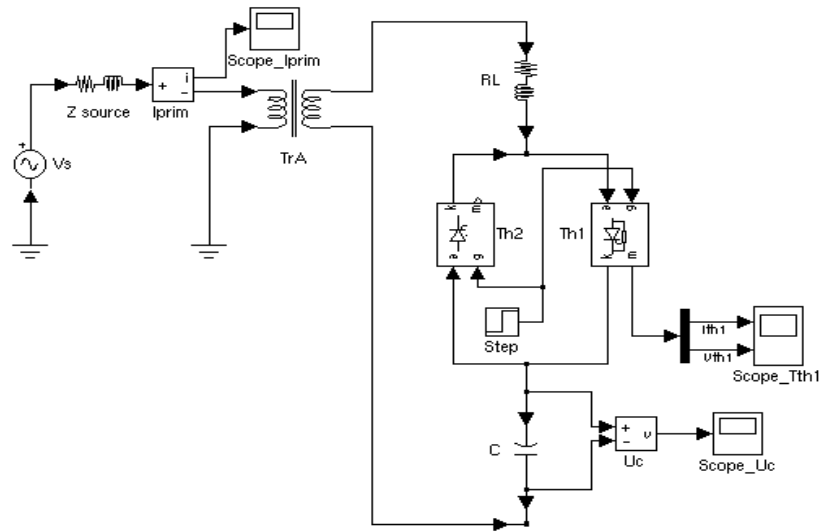 Scope_Iprim
i
+
−
Z source
Iprim
RL
+
Vs
TrA
k
m
a
g
Th2
Th1
a
g
k
m
Step
Ith1
Vth1
Scope_Tth1
C
+
−
v
Uc
Scope_Uc